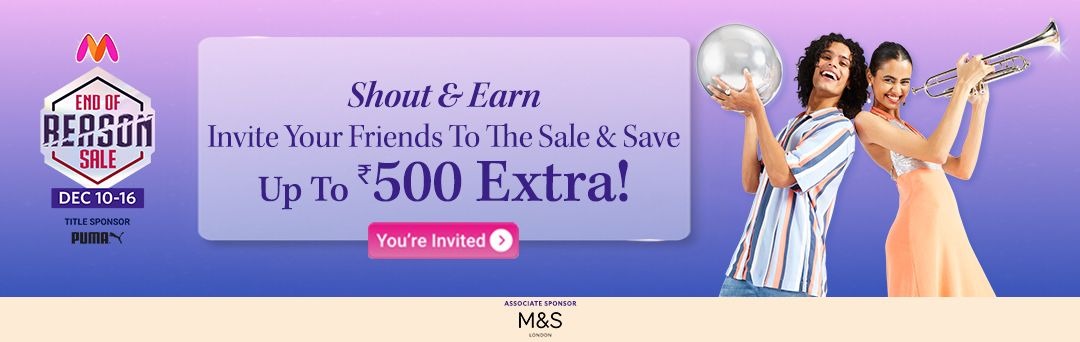 END OF
REASON
SALE
DEC 10-16
TITLE SPONSOR
PUMA
Shout & Earn
Invite Your Friends To The Sale & Save
Up To ₹500 Extra!
You're Invited
ASSOCIATE SPONSOR
M&S
LONDON